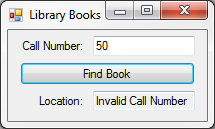 Library Books
Call Number: 50
Find Book
Location: Invalid Call Number